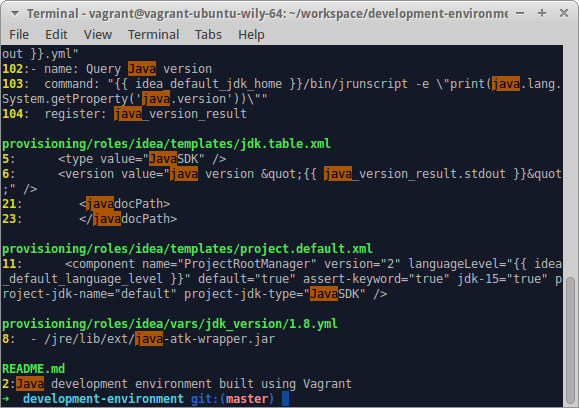 Terminal - vagrant@vagrant-ubuntu-wily-64: ~/workspace/development-environme
File Edit View Terminal Tabs Help
out }}.yml"
102:- name: Query Java version
103:  command: "{{ idea_default_jdk_home }}/bin/jrunscript -e \"print(java.lang.
System.getProperty('java.version'))\""
104:  register: java_version_result
provisioning/roles/idea/templates/jdk.table.xml
5:      <type value="JavaSDK" />
6:      <version value="java version &quot;{{ java_version_result.stdout }}&quot
;" />
21:         <javadocPath>
23:         </javadocPath>
provisioning/roles/idea/templates/project.default.xml
11:      <component name="ProjectRootManager" version="2" languageLevel="{{ idea
_default_language_level }}" default="true" assert-keyword="true" jdk-15="true" p
roject-jdk-name="default" project-jdk-type="JavaSDK" />
provisioning/roles/idea/vars/jdk_version/1.8.yml
8:  - /jre/lib/ext/java-atk-wrapper.jar
README.md
2:Java development environment built using Vagrant
➜  development-environment git:(master)